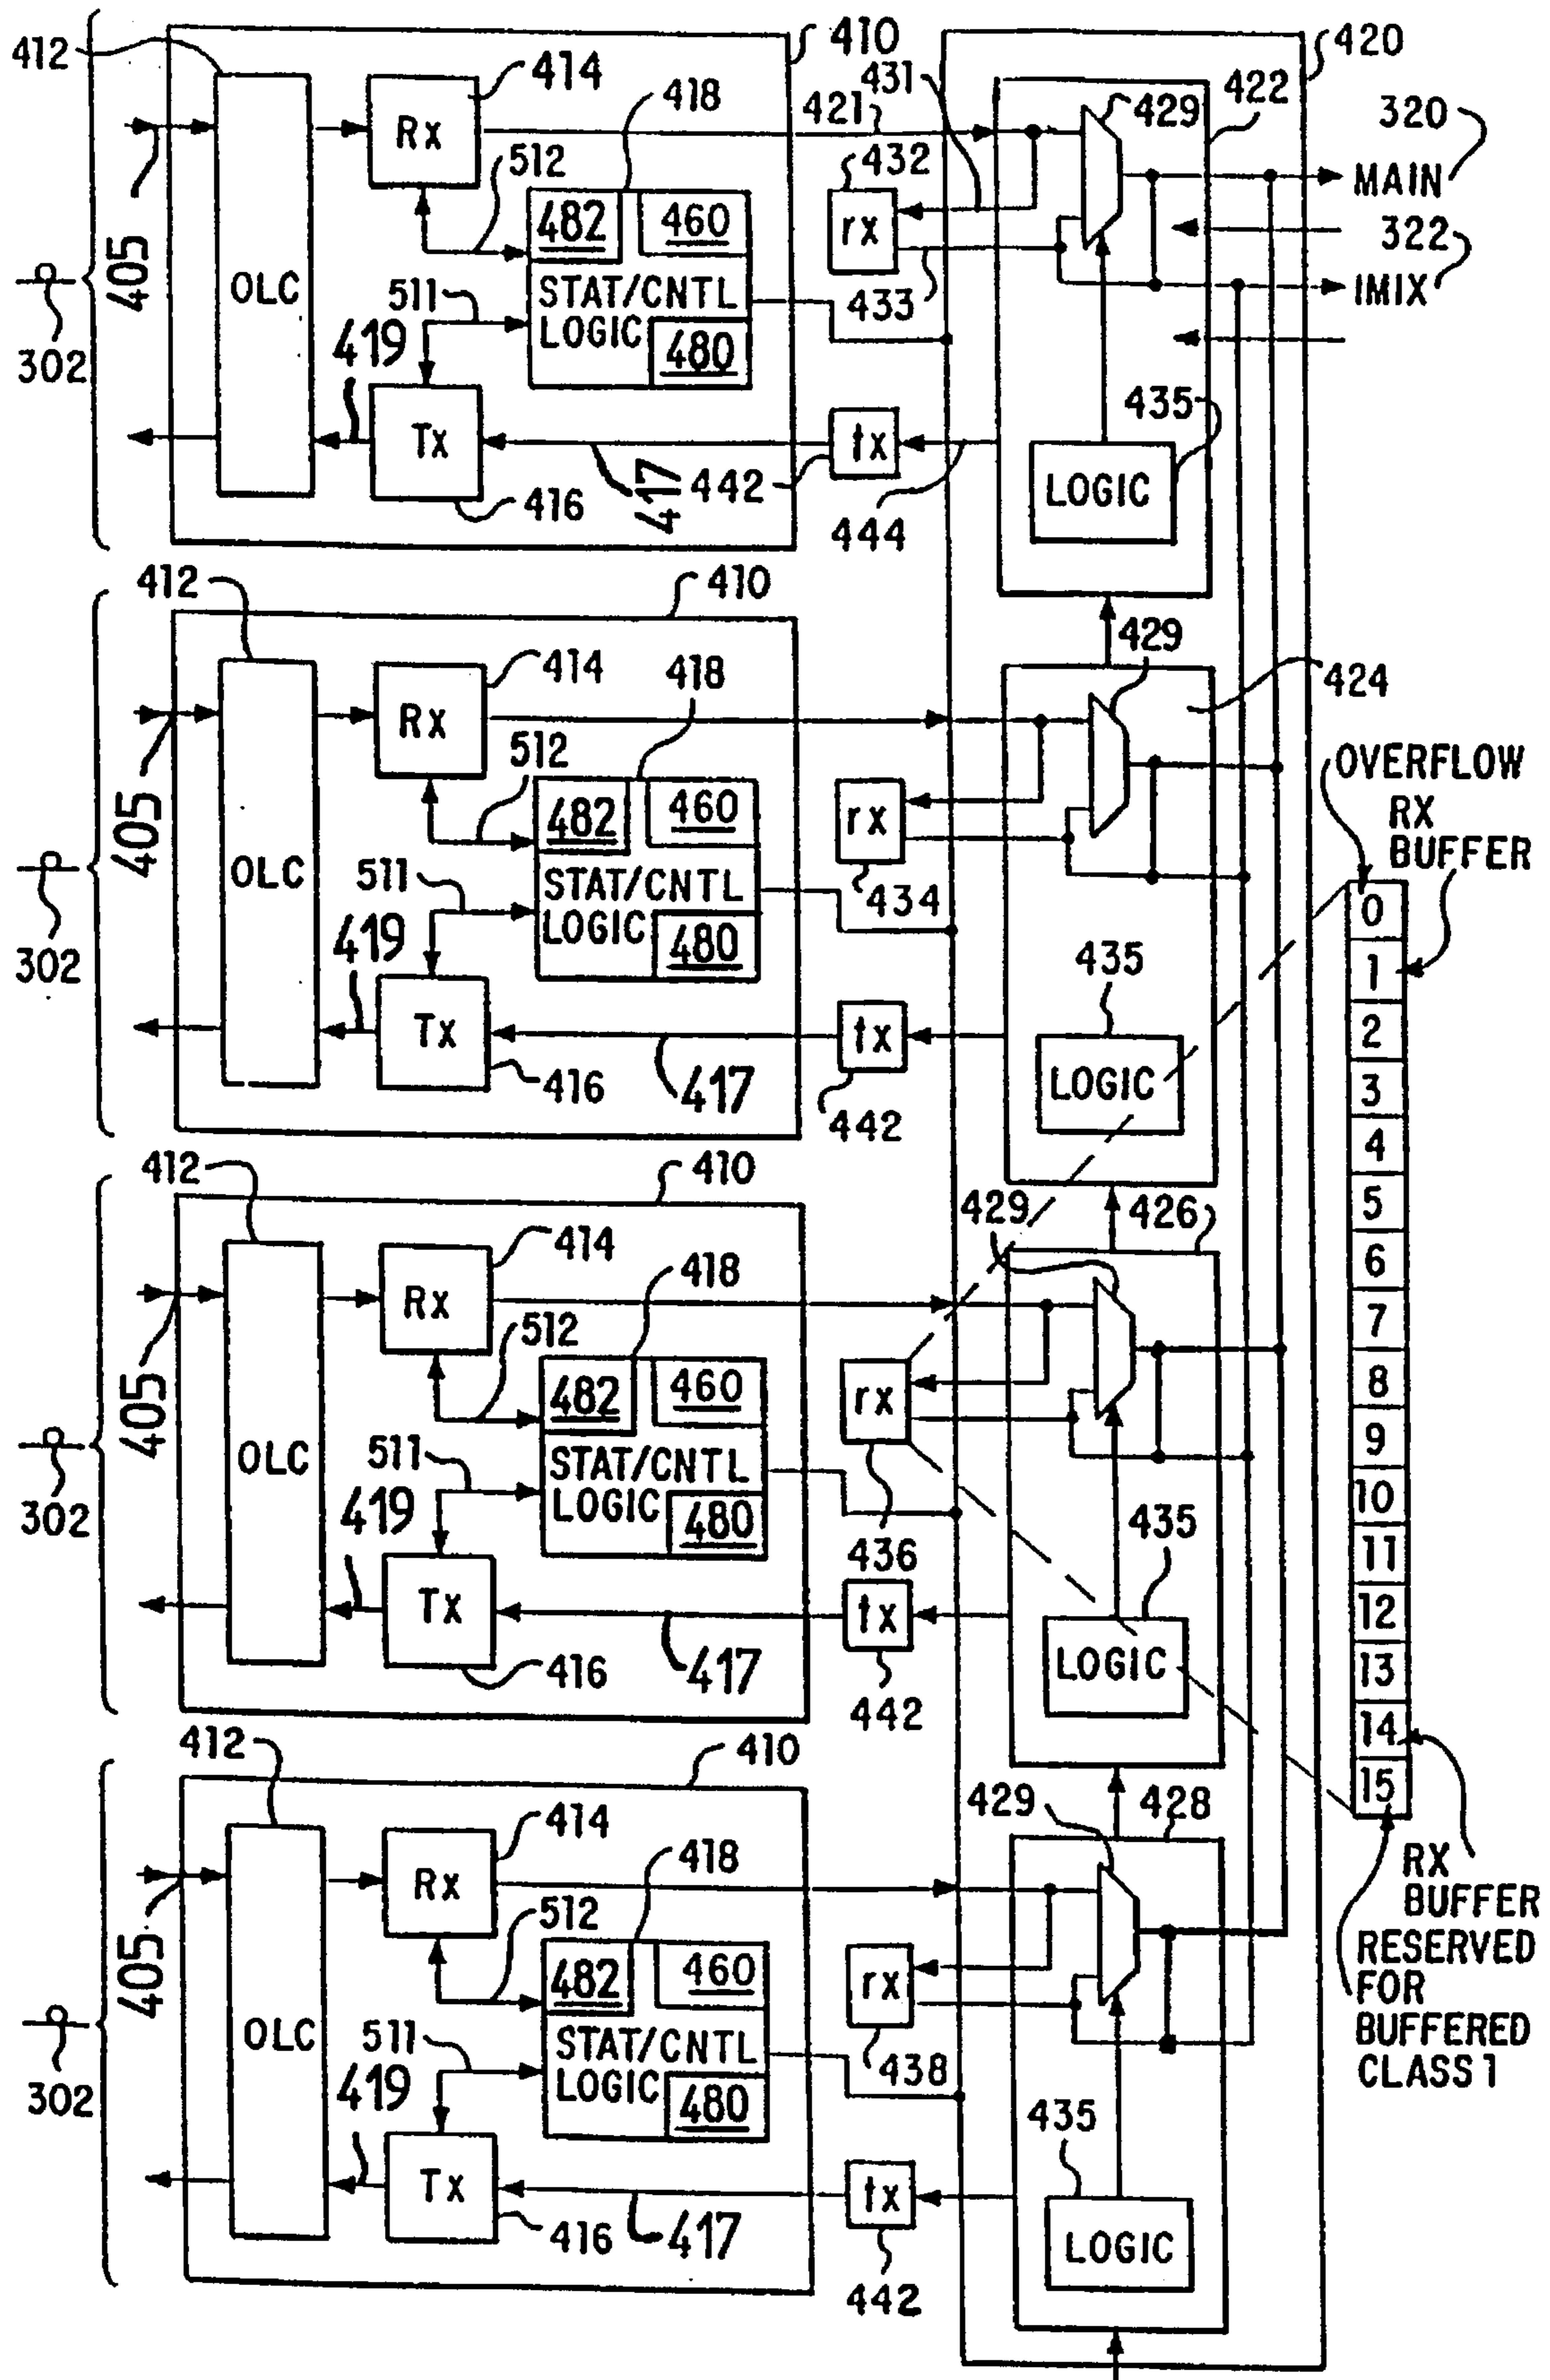 412
410
420
414
418
421
431
429
422
320
Rx
512
432
MAIN
405
482
460
rx
322
OLC
STAT/CNTL
LOGIC
433
IMIX
511
480
302
419
435
Tx
tx
417
442
LOGIC
416
444
412
410
429
414
418
424
Rx
512
OVERFLOW
405
482
460
rx
RX
BUFFER
OLC
511
STAT/CNTL
LOGIC
434
0
302
419
480
435
1
Tx
tx
2
LOGIC
416
417
442
3
4
412
410
429
426
5
414
418
6
Rx
512
7
405
482
460
rx
8
OLC
511
STAT/CNTL
LOGIC
9
302
419
480
436
435
10
11
Tx
tx
12
LOGIC
416
417
442
13
14
412
410
429
428
15
414
418
Rx
512
RX
BUFFER
RESERVED
FOR
BUFFERED
CLASS 1
405
482
460
rx
OLC
511
STAT/CNTL
LOGIC
438
302
419
480
435
Tx
tx
LOGIC
416
417
442